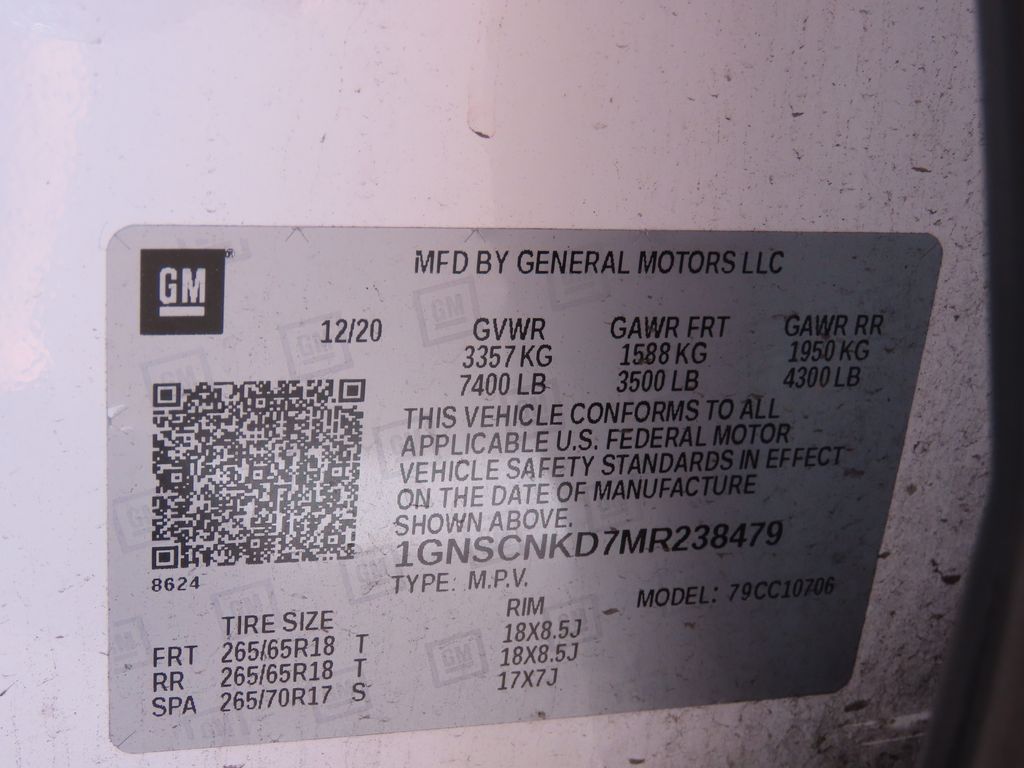 GM
MFD BY GENERAL MOTORS LLC
12/20 GVWR GAWR FRT GAWR RR
3357 KG 1588 KG 1950 KG
7400 LB 3500 LB 4300 LB
THIS VEHICLE CONFORMS TO ALL
APPLICABLE U.S. FEDERAL MOTOR
VEHICLE SAFETY STANDARDS IN EFFECT
ON THE DATE OF MANUFACTURE
SHOWN ABOVE.
1GNSCNKD7MR238479
8624
TYPE: M.P.V. MODEL: 79CC10706
TIRE SIZE RIM
FRT 265/65R18 T 18X8.5J
RR 265/65R18 T 18X8.5J
SPA 265/70R17 S 17X7J